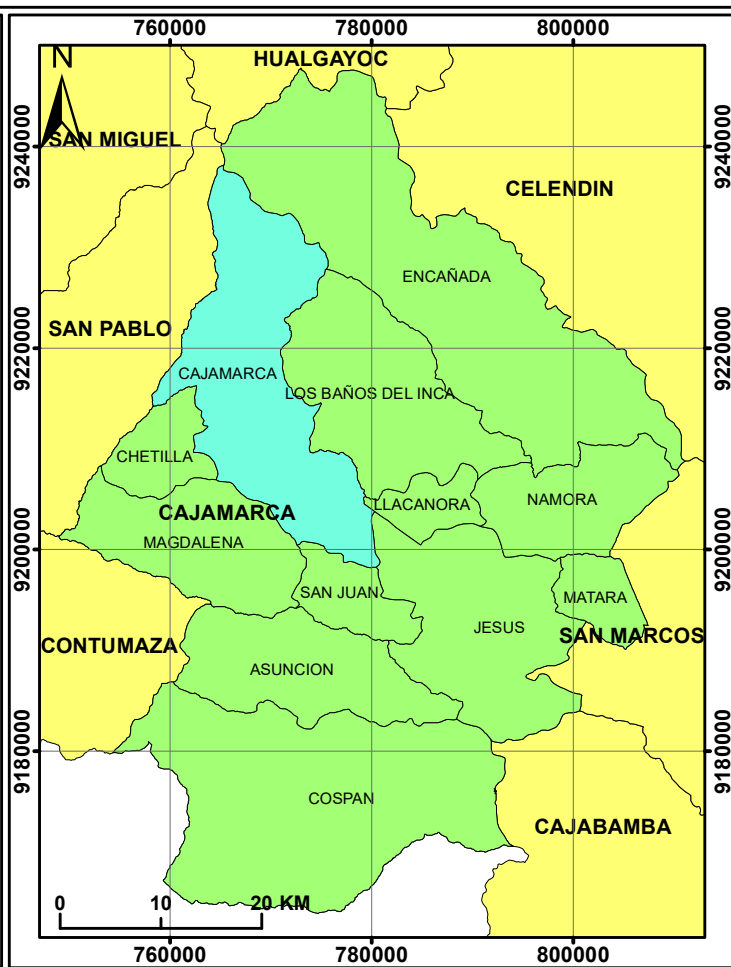 760000 780000 800000
HUALGAYOC
N
SAN MIGUEL
9240000 9240000
CELENDIN
ENCAÑADA
SAN PABLO
9220000 9220000
CAJAMARCA
LOS BAÑOS DEL INCA
CHETILLA
LLACANORA
NAMORA
CAJAMARCA
MAGDALENA
9200000 9200000
SAN JUAN
MATARA
JESUS
SAN MARCOS
CONTUMAZA
ASUNCION
9180000 9180000
COSPAN
CAJABAMBA
0 10 20 KM
760000 780000 800000